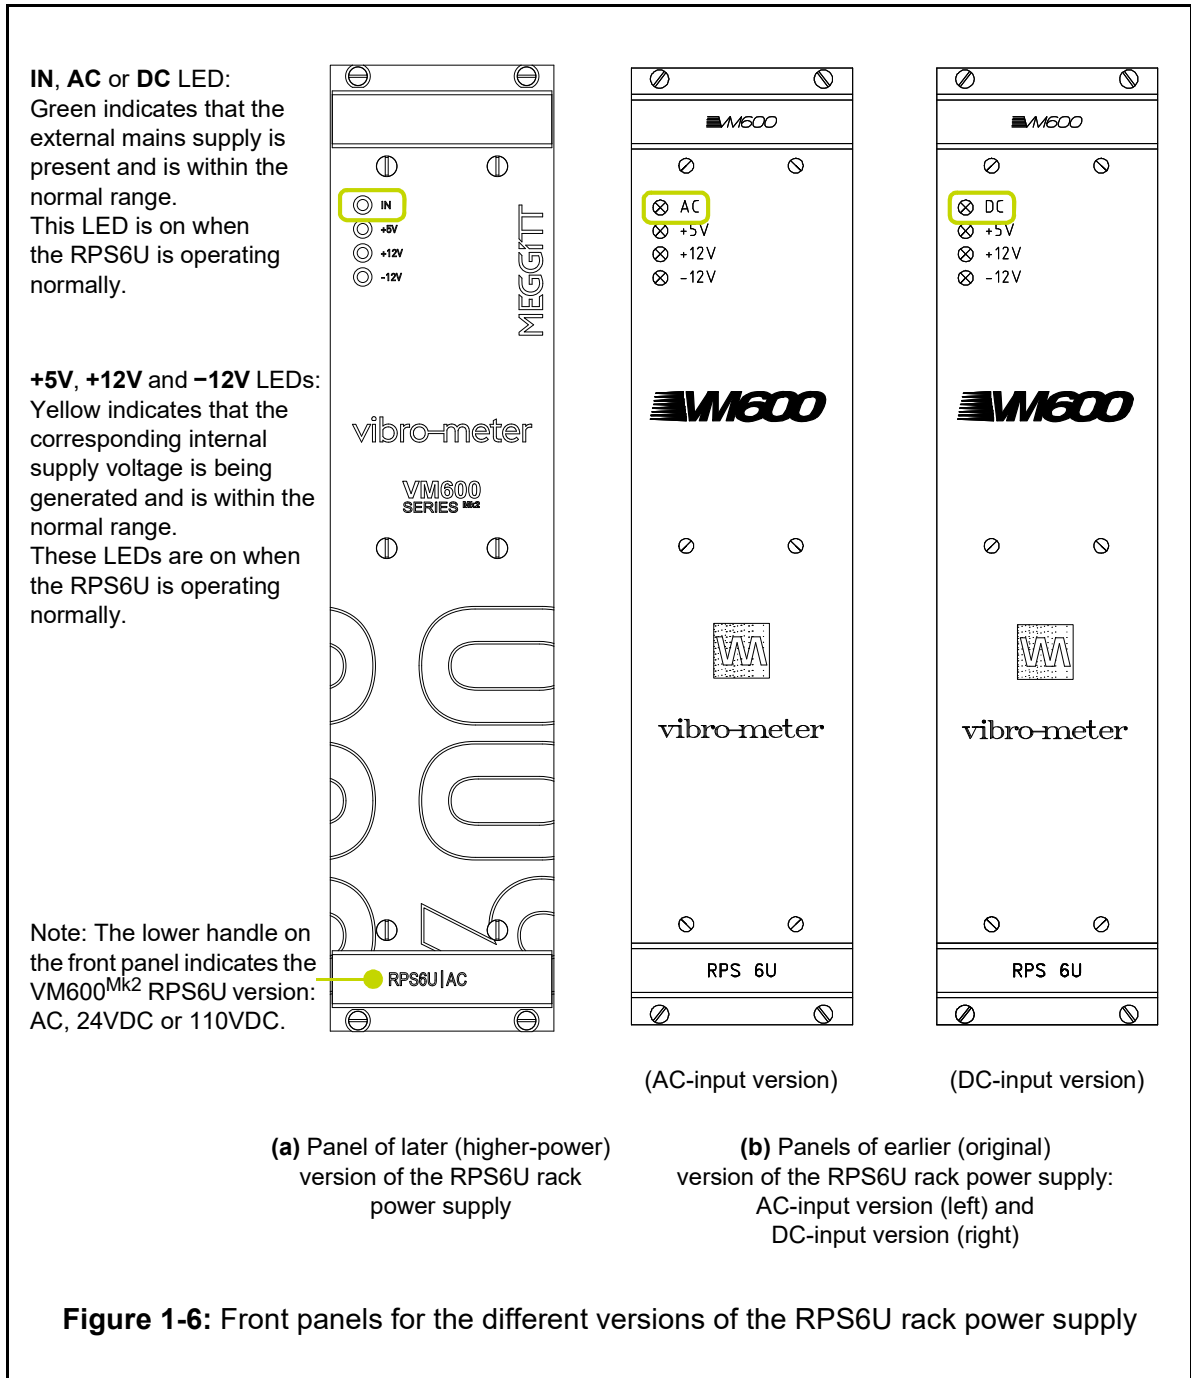 IN, AC or DC LED:
Green indicates that the
external mains supply is
present and is within the
normal range.
This LED is on when
the RPS6U is operating
normally.
+5V, +12V and −12V LEDs:
Yellow indicates that the
corresponding internal
supply voltage is being
generated and is within the
normal range.
These LEDs are on when
the RPS6U is operating
normally.
Note: The lower handle on
the front panel indicates the
VM600Mk2 RPS6U version:
AC, 24VDC or 110VDC.
IN
+5V
+12V
-12V
MEGGITT
vibro-meter
VM600
SERIES Mk2
RPS6U|AC
VM600
AC
+5V
+12V
-12V
VM600
vibro-meter
RPS 6U
VM600
DC
+5V
+12V
-12V
VM600
vibro-meter
RPS 6U
(AC-input version)
(DC-input version)
(a) Panel of later (higher-power)
version of the RPS6U rack
power supply
(b) Panels of earlier (original)
version of the RPS6U rack power supply:
AC-input version (left) and
DC-input version (right)
Figure 1-6: Front panels for the different versions of the RPS6U rack power supply